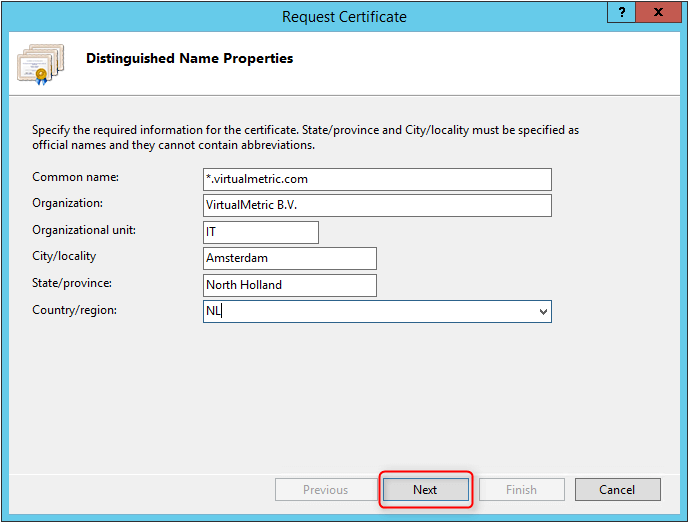 Request Certificate
? x
Distinguished Name Properties
Specify the required information for the certificate. State/province and City/locality must be specified as
official names and they cannot contain abbreviations.
Common name: *.virtualmetric.com
Organization: VirtualMetric B.V.
Organizational unit: IT
City/locality Amsterdam
State/province: North Holland
Country/region: NL
Previous Next Finish Cancel